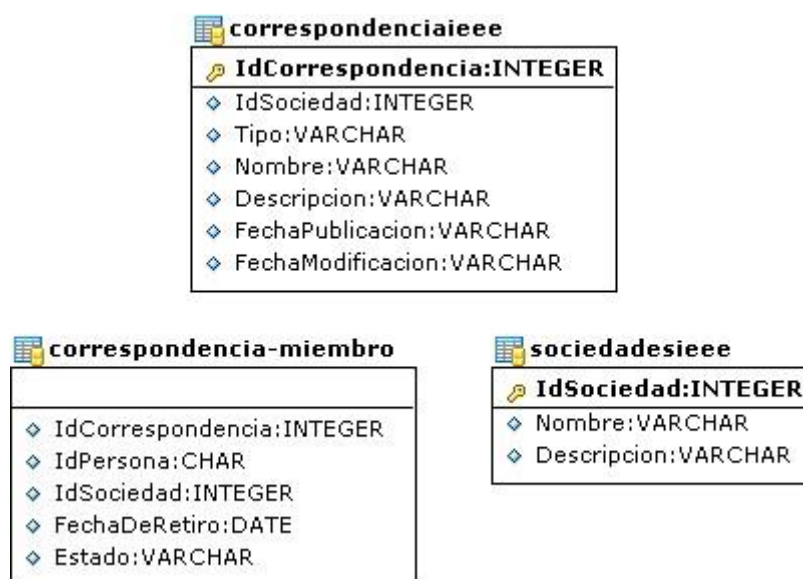 correspondenciaieee
IdCorrespondencia:INTEGER
IdSociedad:INTEGER
Tipo:VARCHAR
Nombre:VARCHAR
Descripcion:VARCHAR
FechaPublicacion:VARCHAR
FechaModificacion:VARCHAR
correspondencia-miembro
IdCorrespondencia:INTEGER
IdPersona:CHAR
IdSociedad:INTEGER
FechaDeRetiro:DATE
Estado:VARCHAR
sociedadesieee
IdSociedad:INTEGER
Nombre:VARCHAR
Descripcion:VARCHAR